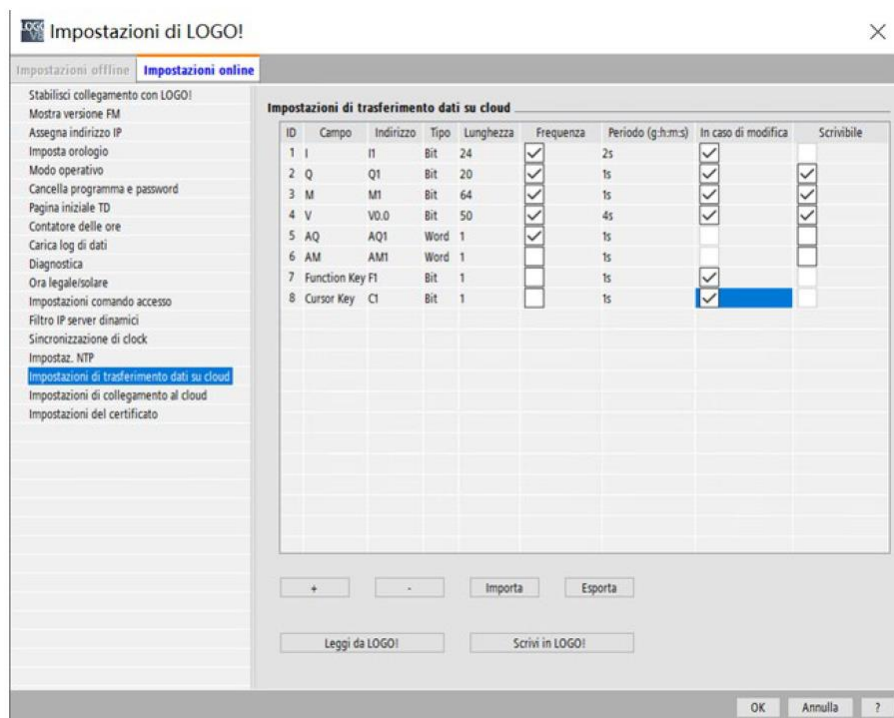 LOGO! Impostazioni di LOGO!
Impostazioni offline Impostazioni online
Stabilisci collegamento con LOGO!
Mostra versione FM
Assegna indirizzo IP
Imposta orologio
Modo operativo
Cancella programma e password
Pagina iniziale TD
Contatore delle ore
Carica log di dati
Diagnostica
Ora legale/solare
Impostazioni comando accesso
Filtro IP server dinamici
Sincronizzazione di clock
Impostaz. NTP
Impostazioni di trasferimento dati su cloud
Impostazioni di collegamento al cloud
Impostazioni del certificato
Impostazioni di trasferimento dati su cloud
ID Campo Indirizzo Tipo Lunghezza Frequenza Periodo (g:h:m:s) In caso di modifica Scrivibile
1 I I1 Bit 24 2s
2 Q Q1 Bit 20 1s
3 M M1 Bit 64 1s
4 V V0.0 Bit 50 4s
5 AQ AQ1 Word 1 1s
6 AM AM1 Word 1 1s
7 Function Key F1 Bit 1 1s
8 Cursor Key C1 Bit 1 1s
+ - Importa Esporta
Leggi da LOGO! Scrivi in LOGO!
OK Annulla ?